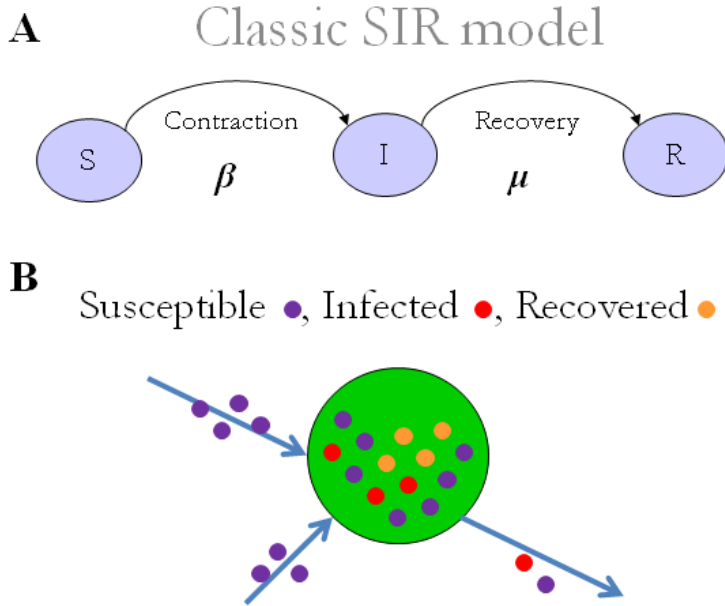 A
Classic SIR model
S
Contraction
β
I
Recovery
μ
R
B
Susceptible , Infected , Recovered